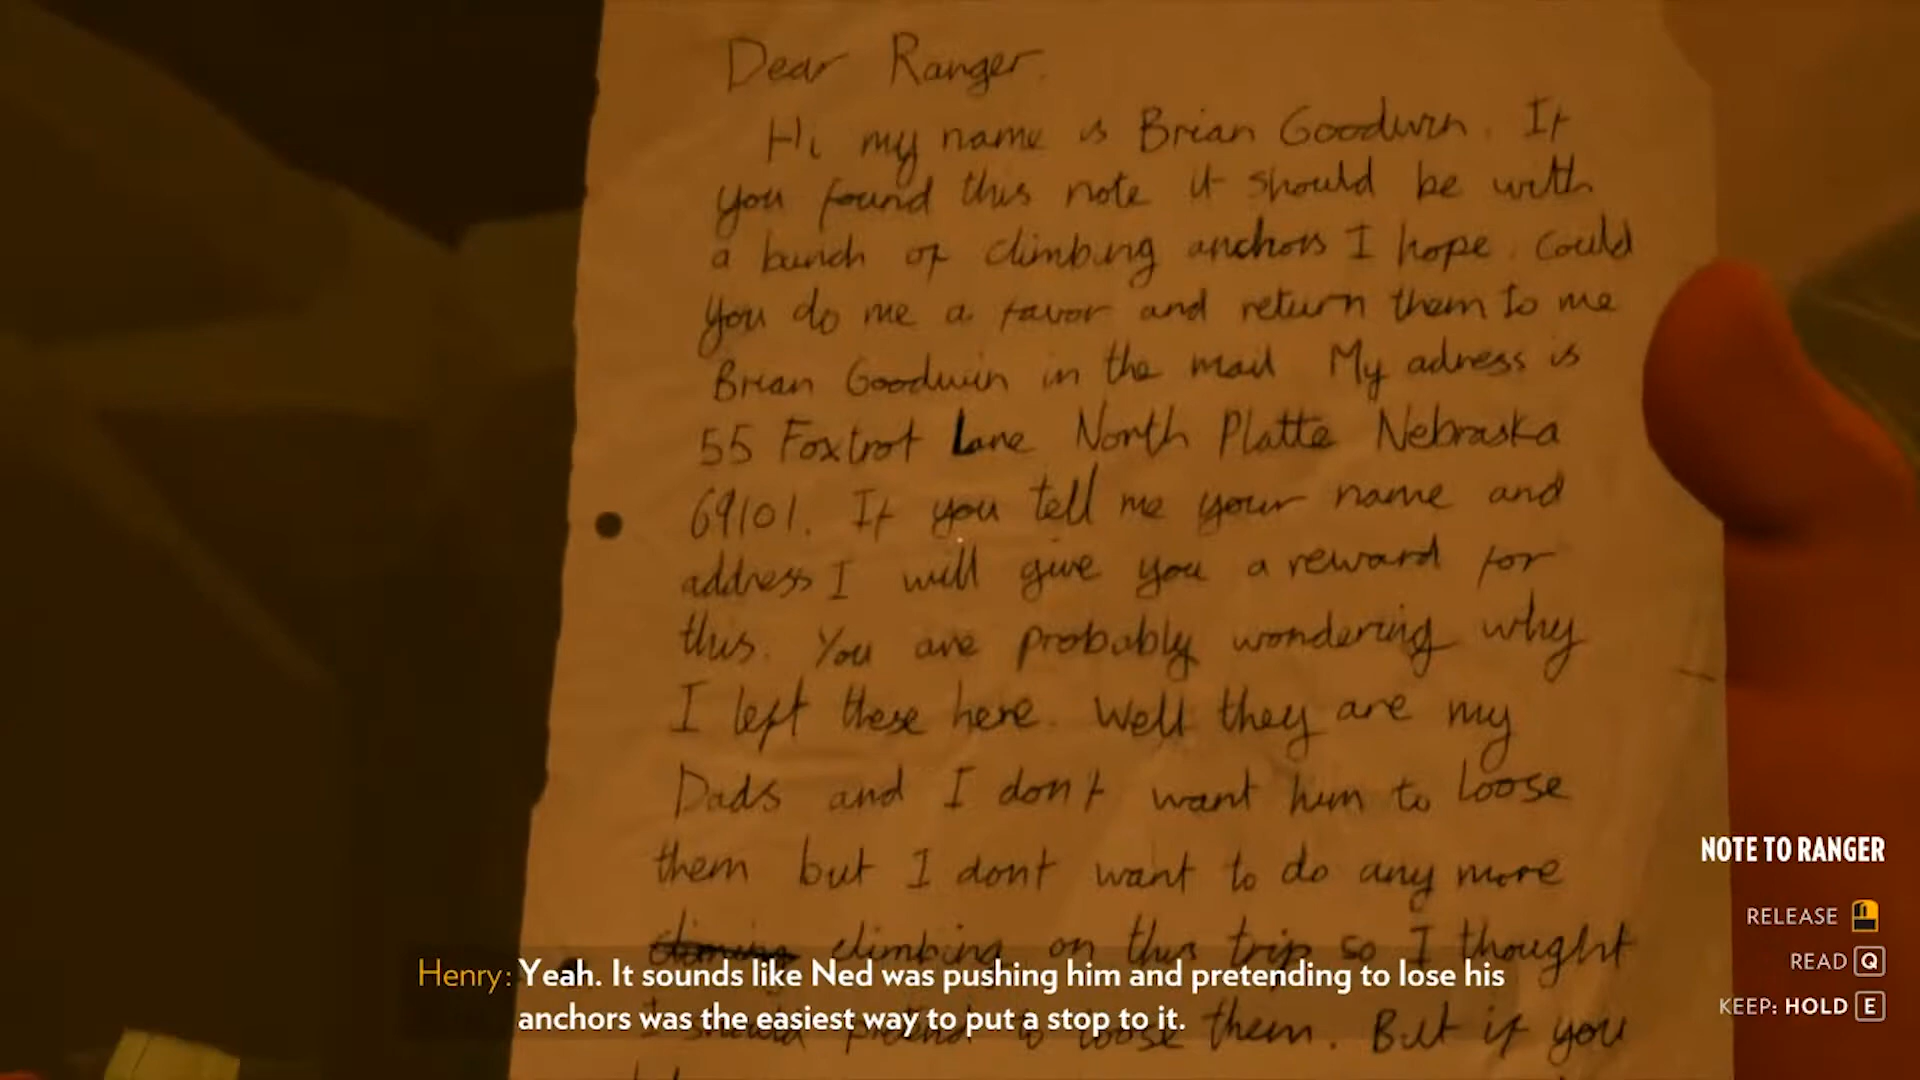 Dear Ranger.
Hi my name is Brian Goodwin. If
you found this note it should be with
a bunch of climbing anchors I hope. Could
you do me a favor and return them to me
Brian Goodwin in the mail My adress is
55 Foxtrot Lane North Platte Nebraska
69101. If you tell me your name and
address I will give you a reward for
this. You are probably wondering why
I left these here. Well they are my
Dads and I don't want him to loose
them but I dont want to do any more
climbing on this trip so I thought
I should pretend to loose them. But if you
Henry: Yeah. It sounds like Ned was pushing him and pretending to lose his
anchors was the easiest way to put a stop to it.
NOTE TO RANGER
RELEASE
READ Q
KEEP: HOLD E